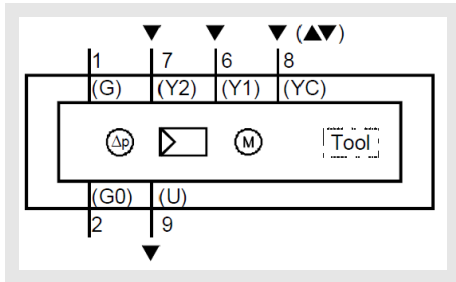 ▼ ▼ ▼ (▲▼)
1 7 6 8
(G) (Y2) (Y1) (YC)
Δp M Tool
(G0) (U)
2 9
▼